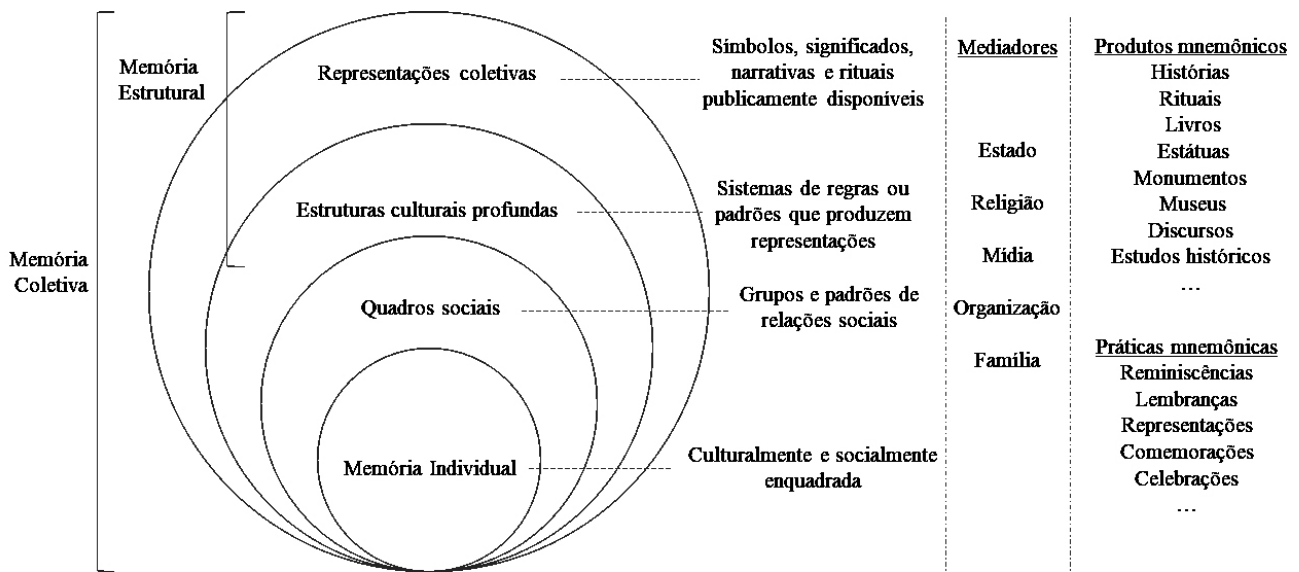 Memória
Estrutural
Memória
Coletiva
Representações coletivas
Símbolos, significados,
narrativas e rituais
publicamente disponíveis
Estruturas culturais profundas
Sistemas de regras ou
padrões que produzem
representações
Quadros sociais
Grupos e padrões de
relações sociais
Memória Individual
Culturalmente e socialmente
enquadrada
Mediadores
Estado
Religião
Mídia
Organização
Família
Produtos mnemônicos
Histórias
Rituais
Livros
Estátuas
Monumentos
Museus
Discursos
Estudos históricos
...
Práticas mnemônicas
Reminiscências
Lembranças
Representações
Comemorações
Celebrações
...